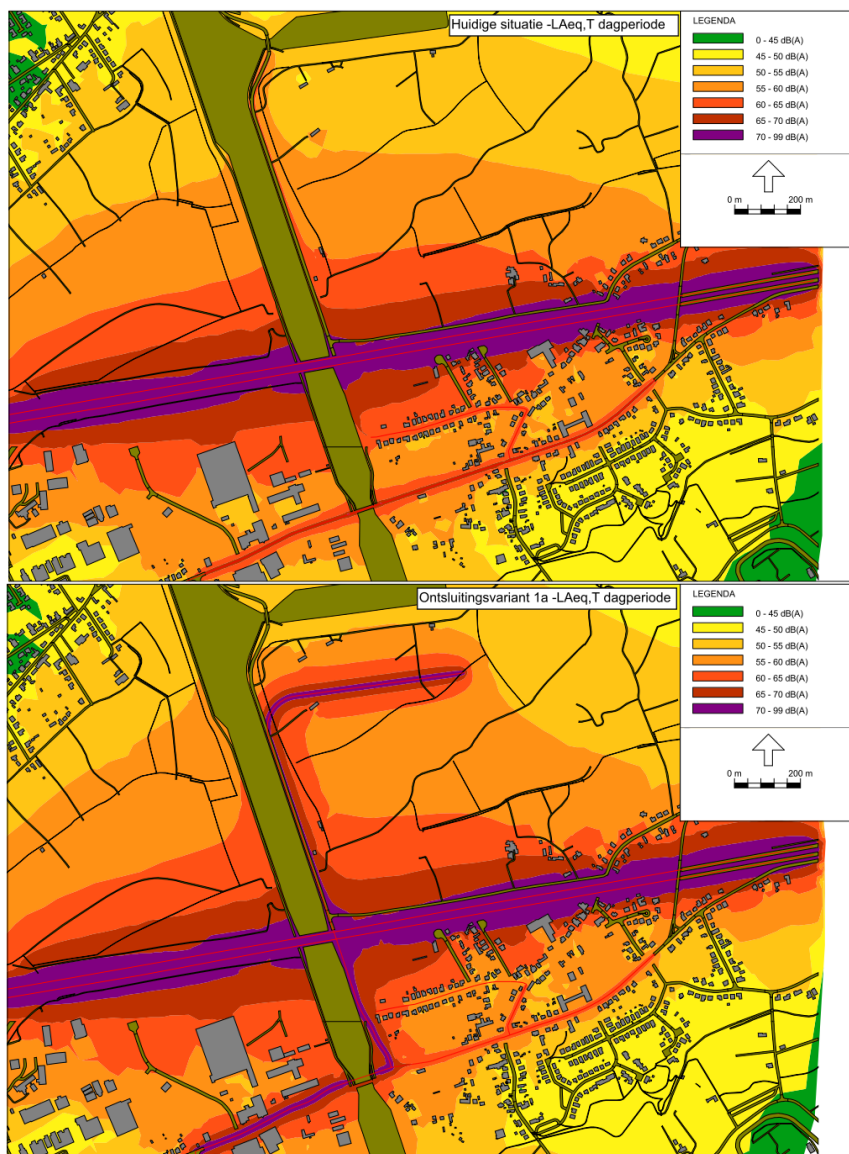 Huidige situatie -LAeq,T dagperiode
LEGENDA
0 - 45 dB(A)
45 - 50 dB(A)
50 - 55 dB(A)
55 - 60 dB(A)
60 - 65 dB(A)
65 - 70 dB(A)
70 - 99 dB(A)
0 m 200 m
Ontsluitingsvariant 1a -LAeq,T dagperiode
LEGENDA
0 - 45 dB(A)
45 - 50 dB(A)
50 - 55 dB(A)
55 - 60 dB(A)
60 - 65 dB(A)
65 - 70 dB(A)
70 - 99 dB(A)
0 m 200 m